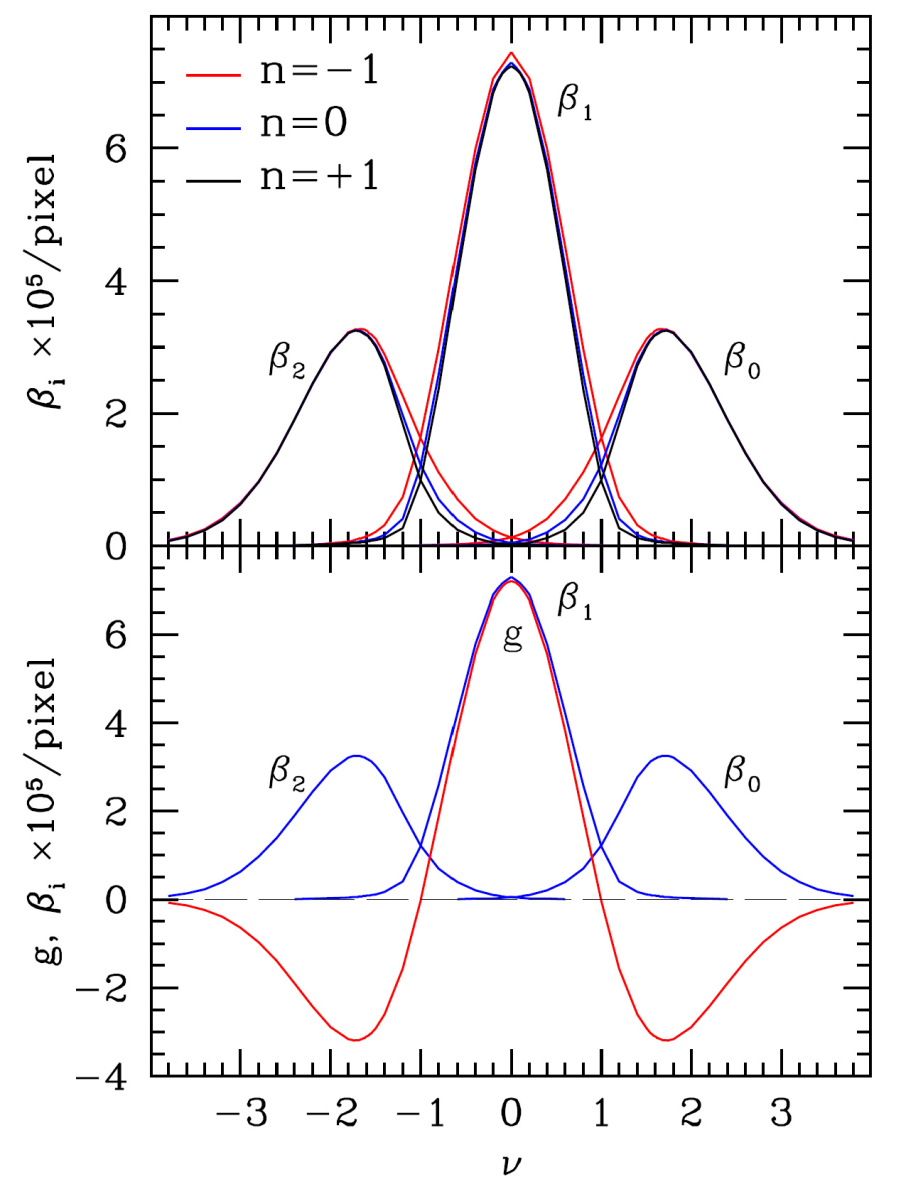 n=−1
n=0
n=+1
β₁
β₂
β₀
6
4
2
0
βᵢ ×10⁵/pixel
β₁
g
β₂
β₀
6
4
2
0
−2
−4
g, βᵢ ×10⁵/pixel
−3 −2 −1 0 1 2 3
ν